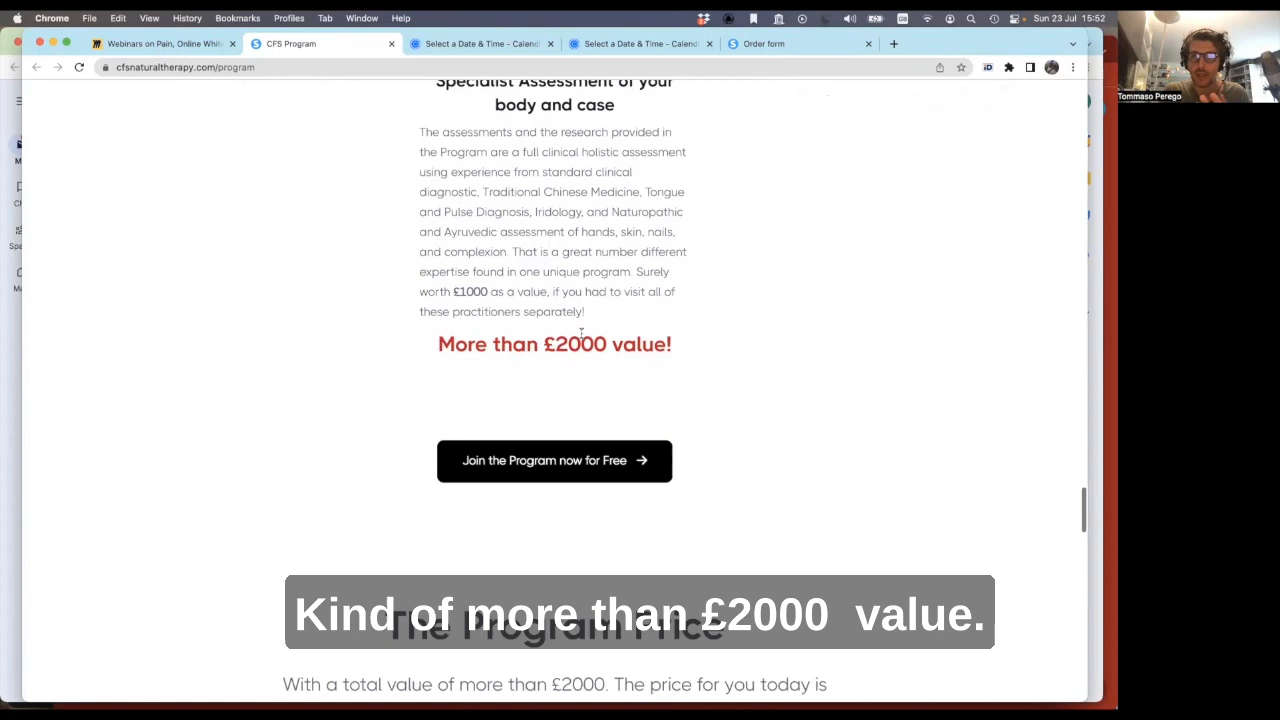 Chrome File Edit View History Bookmarks Profiles Tab Window Help
Sun 23 Jul 15:52
Webinars on Pain, Online Whit
CFS Program
Select a Date & Time - Calend
Select a Date & Time - Calend
Order form
cfsnaturaltherapy.com/program
Tommaso Perego
Specialist Assessment of your
body and case
The assessments and the research provided in
the Program are a full clinical holistic assessment
using experience from standard clinical
diagnostic, Traditional Chinese Medicine, Tongue
and Pulse Diagnosis, Iridology, and Naturopathic
and Ayruvedic assessment of hands, skin, nails,
and complexion. That is a great number different
expertise found in one unique program. Surely
worth £1000 as a value, if you had to visit all of
these practitioners separately!
More than £2000 value!
Join the Program now for Free →
The Program Price
Kind of more than £2000 value.
With a total value of more than £2000. The price for you today is